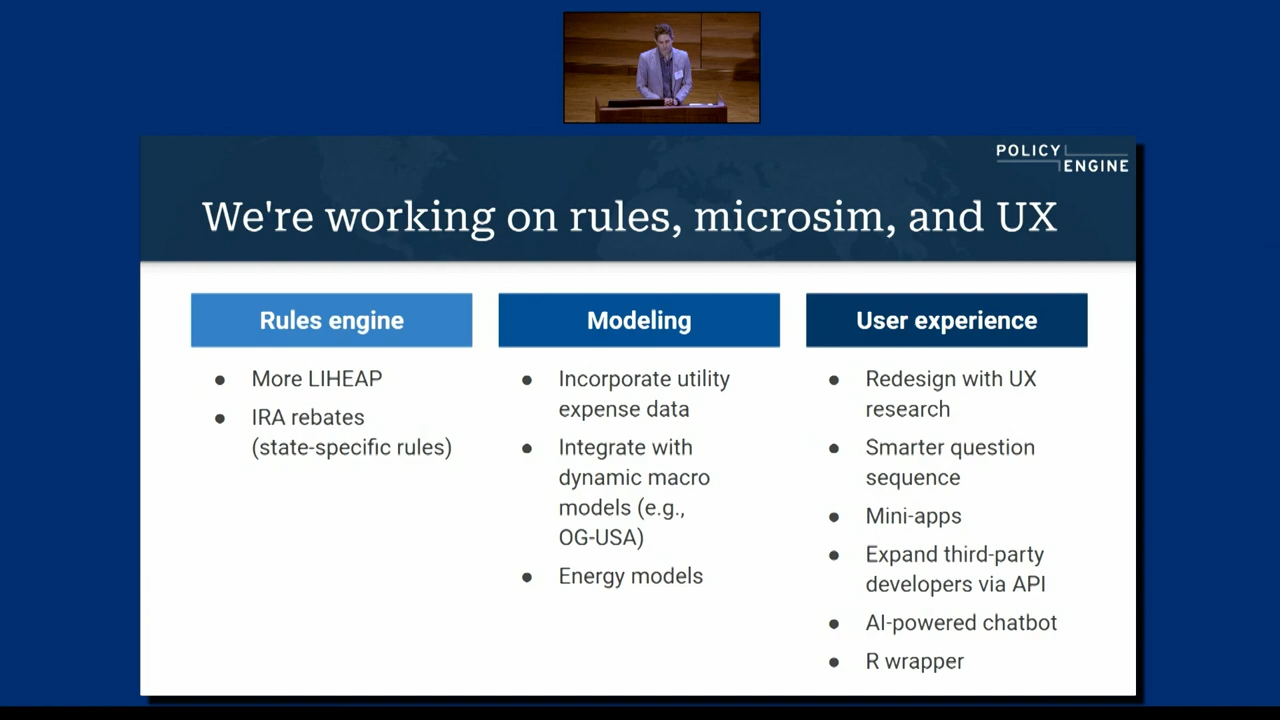 POLICY
ENGINE
We're working on rules, microsim, and UX
Rules engine
● More LIHEAP
● IRA rebates
(state-specific rules)
Modeling
● Incorporate utility
expense data
● Integrate with
dynamic macro
models (e.g.,
OG-USA)
● Energy models
User experience
● Redesign with UX
research
● Smarter question
sequence
● Mini-apps
● Expand third-party
developers via API
● AI-powered chatbot
● R wrapper